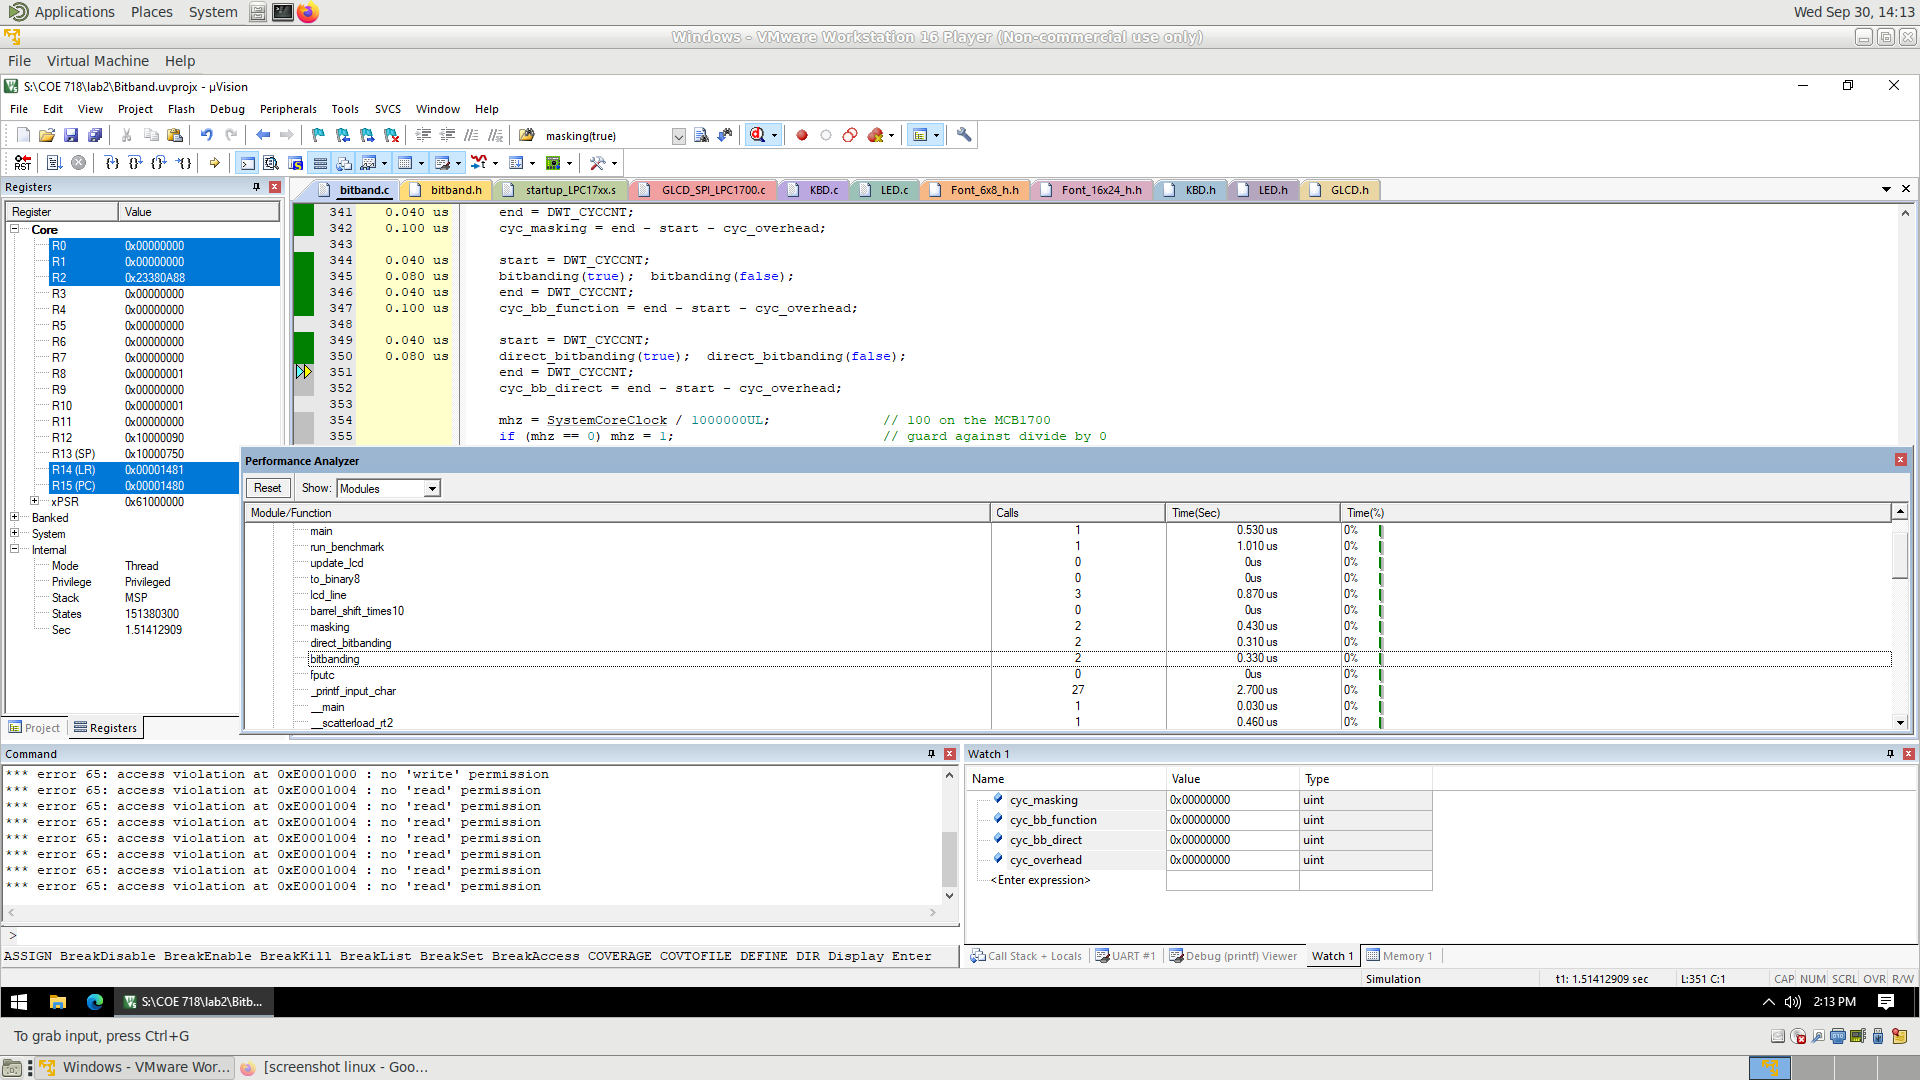 Applications Places System Wed Sep 30, 14:13
Windows - VMware Workstation 16 Player (Non-commercial use only)
File Virtual Machine Help
S:\COE 718\lab2\Bitband.uvprojx - µVision
File Edit View Project Flash Debug Peripherals Tools SVCS Window Help
masking(true)
RST
Registers
bitband.c bitband.h startup_LPC17xx.s GLCD_SPI_LPC1700.c KBD.c LED.c Font_6x8_h.h Font_16x24_h.h KBD.h LED.h GLCD.h
Register Value
Core
R0 0x00000000
R1 0x00000000
R2 0x23380A88
R3 0x00000000
R4 0x00000000
R5 0x00000000
R6 0x00000000
R7 0x00000000
R8 0x00000001
R9 0x00000000
R10 0x00000001
R11 0x00000000
R12 0x10000090
R13 (SP) 0x10000750
R14 (LR) 0x00001481
R15 (PC) 0x00001480
xPSR 0x61000000
Banked
System
Internal
Mode Thread
Privilege Privileged
Stack MSP
States 151380300
Sec 1.51412909
Project Registers
341 0.040 us end = DWT_CYCCNT;
342 0.100 us cyc_masking = end - start - cyc_overhead;
343
344 0.040 us start = DWT_CYCCNT;
345 0.080 us bitbanding(true); bitbanding(false);
346 0.040 us end = DWT_CYCCNT;
347 0.100 us cyc_bb_function = end - start - cyc_overhead;
348
349 0.040 us start = DWT_CYCCNT;
350 0.080 us direct_bitbanding(true); direct_bitbanding(false);
351 end = DWT_CYCCNT;
352 cyc_bb_direct = end - start - cyc_overhead;
353
354 mhz = SystemCoreClock / 1000000UL; // 100 on the MCB1700
355 if (mhz == 0) mhz = 1; // guard against divide by 0
Performance Analyzer
Reset Show: Modules
Module/Function Calls Time(Sec) Time(%)
main 1 0.530 us 0%
run_benchmark 1 1.010 us 0%
update_lcd 0 0us 0%
to_binary8 0 0us 0%
lcd_line 3 0.870 us 0%
barrel_shift_times10 0 0us 0%
masking 2 0.430 us 0%
direct_bitbanding 2 0.310 us 0%
bitbanding 2 0.330 us 0%
fputc 0 0us 0%
_printf_input_char 27 2.700 us 0%
__main 1 0.030 us 0%
__scatterload_rt2 1 0.460 us 0%
Command
*** error 65: access violation at 0xE0001000 : no 'write' permission
*** error 65: access violation at 0xE0001004 : no 'read' permission
*** error 65: access violation at 0xE0001004 : no 'read' permission
*** error 65: access violation at 0xE0001004 : no 'read' permission
*** error 65: access violation at 0xE0001004 : no 'read' permission
*** error 65: access violation at 0xE0001004 : no 'read' permission
*** error 65: access violation at 0xE0001004 : no 'read' permission
*** error 65: access violation at 0xE0001004 : no 'read' permission
>
ASSIGN BreakDisable BreakEnable BreakKill BreakList BreakSet BreakAccess COVERAGE COVTOFILE DEFINE DIR Display Enter
Watch 1
Name Value Type
cyc_masking 0x00000000 uint
cyc_bb_function 0x00000000 uint
cyc_bb_direct 0x00000000 uint
cyc_overhead 0x00000000 uint
<Enter expression>
Call Stack + Locals UART #1 Debug (printf) Viewer Watch 1 Memory 1
Simulation t1: 1.51412909 sec L:351 C:1 CAP NUM SCRL OVR R/W
S:\COE 718\lab2\Bitb... 2:13 PM
To grab input, press Ctrl+G
Windows - VMware Wor... [screenshot linux - Goo...